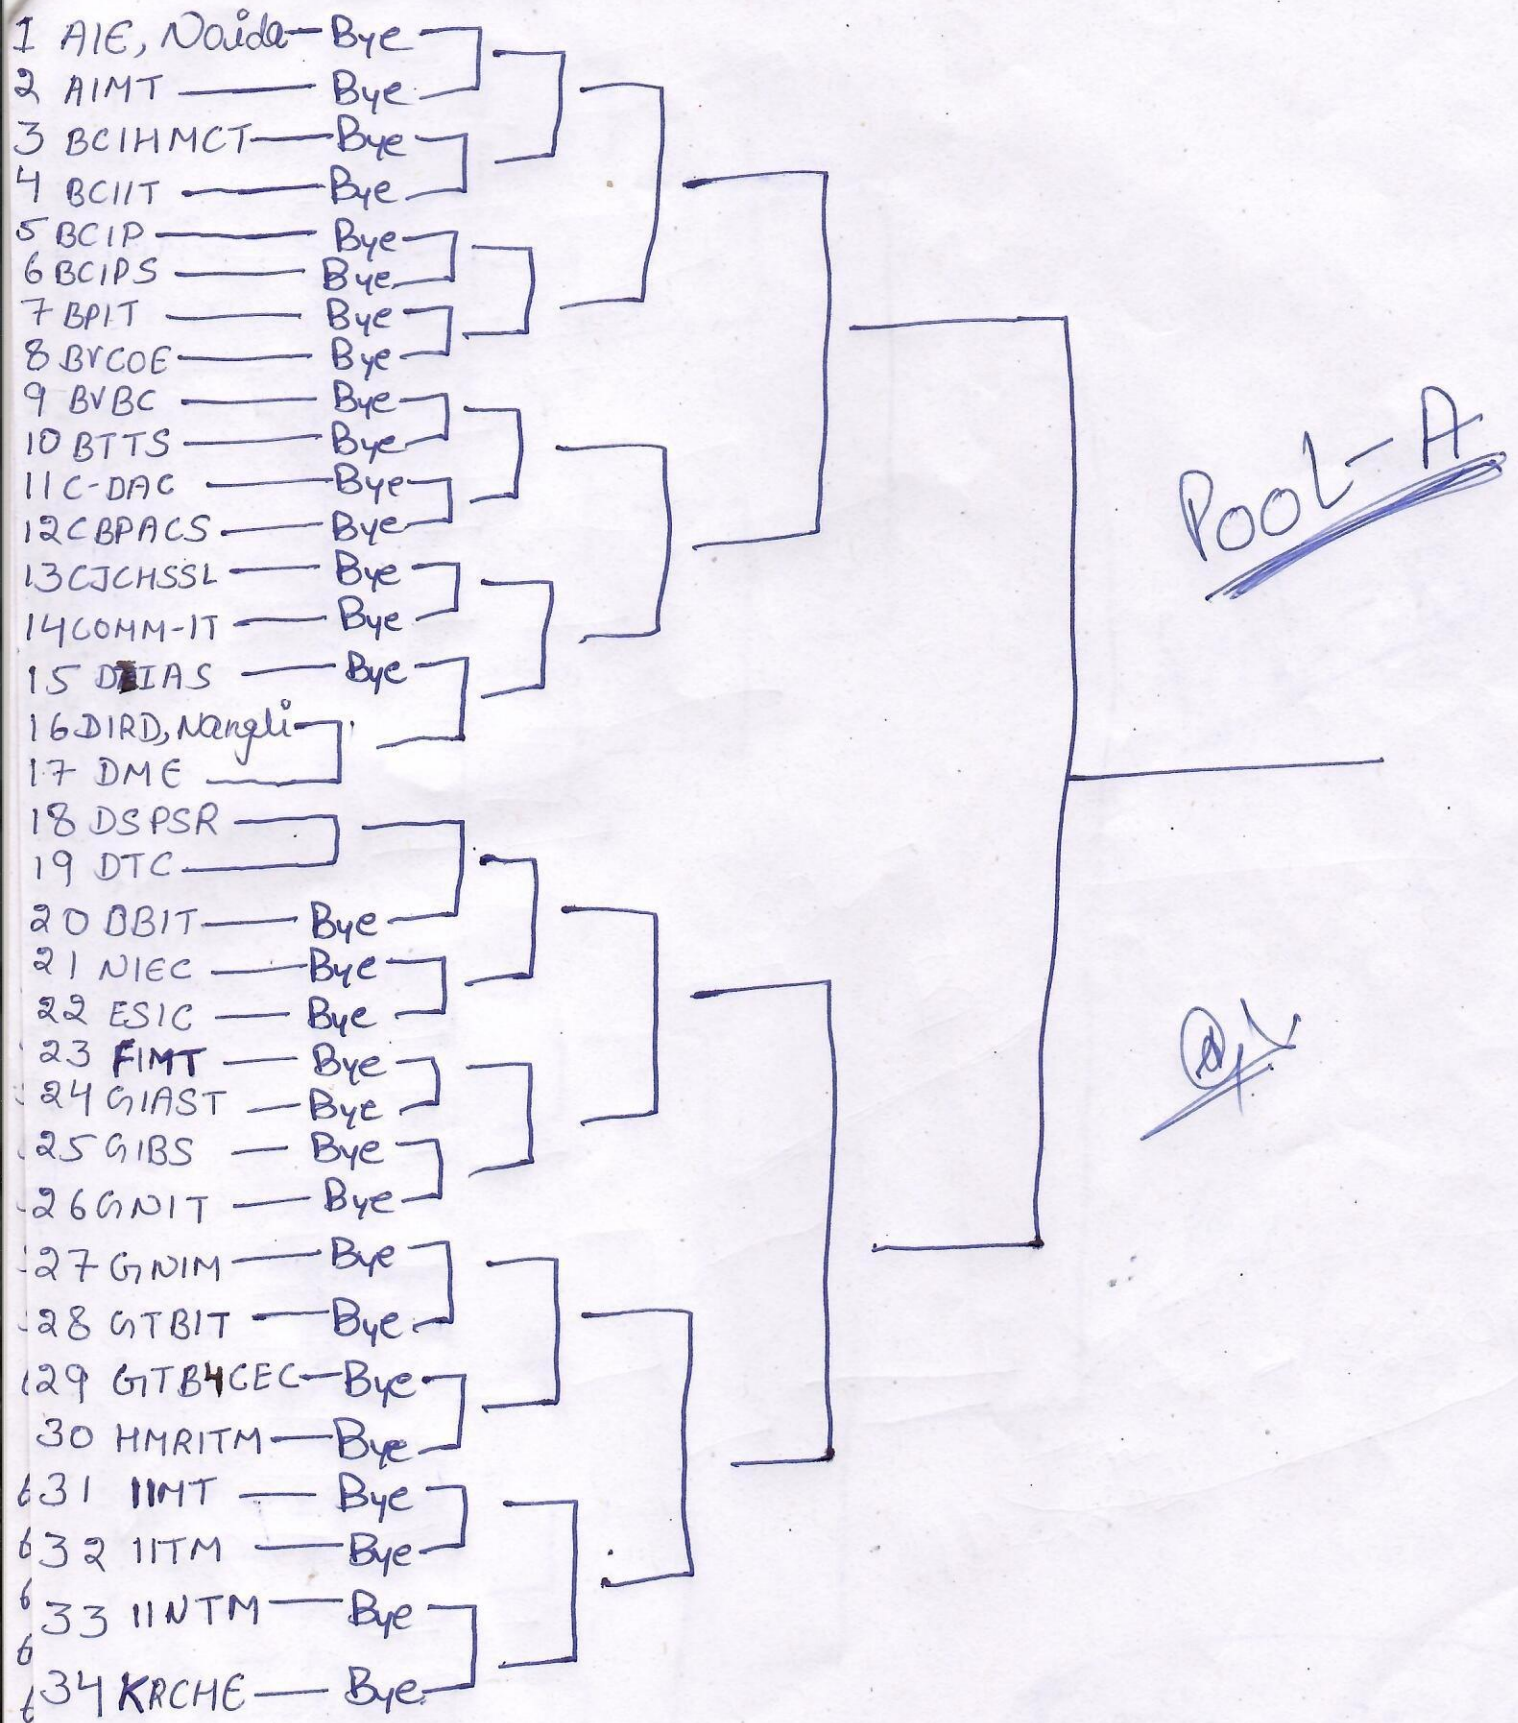 1 AIE, Noida - Bye
2 AIMT Bye
3 BCIHMCT Bye
4 BCIIT Bye
5 BCIP Bye
6 BCIPS Bye
7 BPIT Bye
8 BVCOE Bye
9 BVBC Bye
10 BTTS Bye
11 C-DAC Bye
12 CBPACS Bye
13 CJCHSSL Bye
14 COMM-IT Bye
Pool-A
15 DIAS Bye
16 DIRD, Nangli
17 DME
18 DSPSR
19 DTC
20 DBIT Bye
21 NIEC Bye
22 ESIC Bye
23 FIMT Bye
24 GIAST Bye
25 GIBS Bye
26 GNIT Bye
27 GNIM Bye
28 GTBIT Bye
29 GTB4CEC Bye
30 HMRITM Bye
31 IIMT Bye
32 IITM Bye
33 IINTM Bye
34 KRCHE Bye